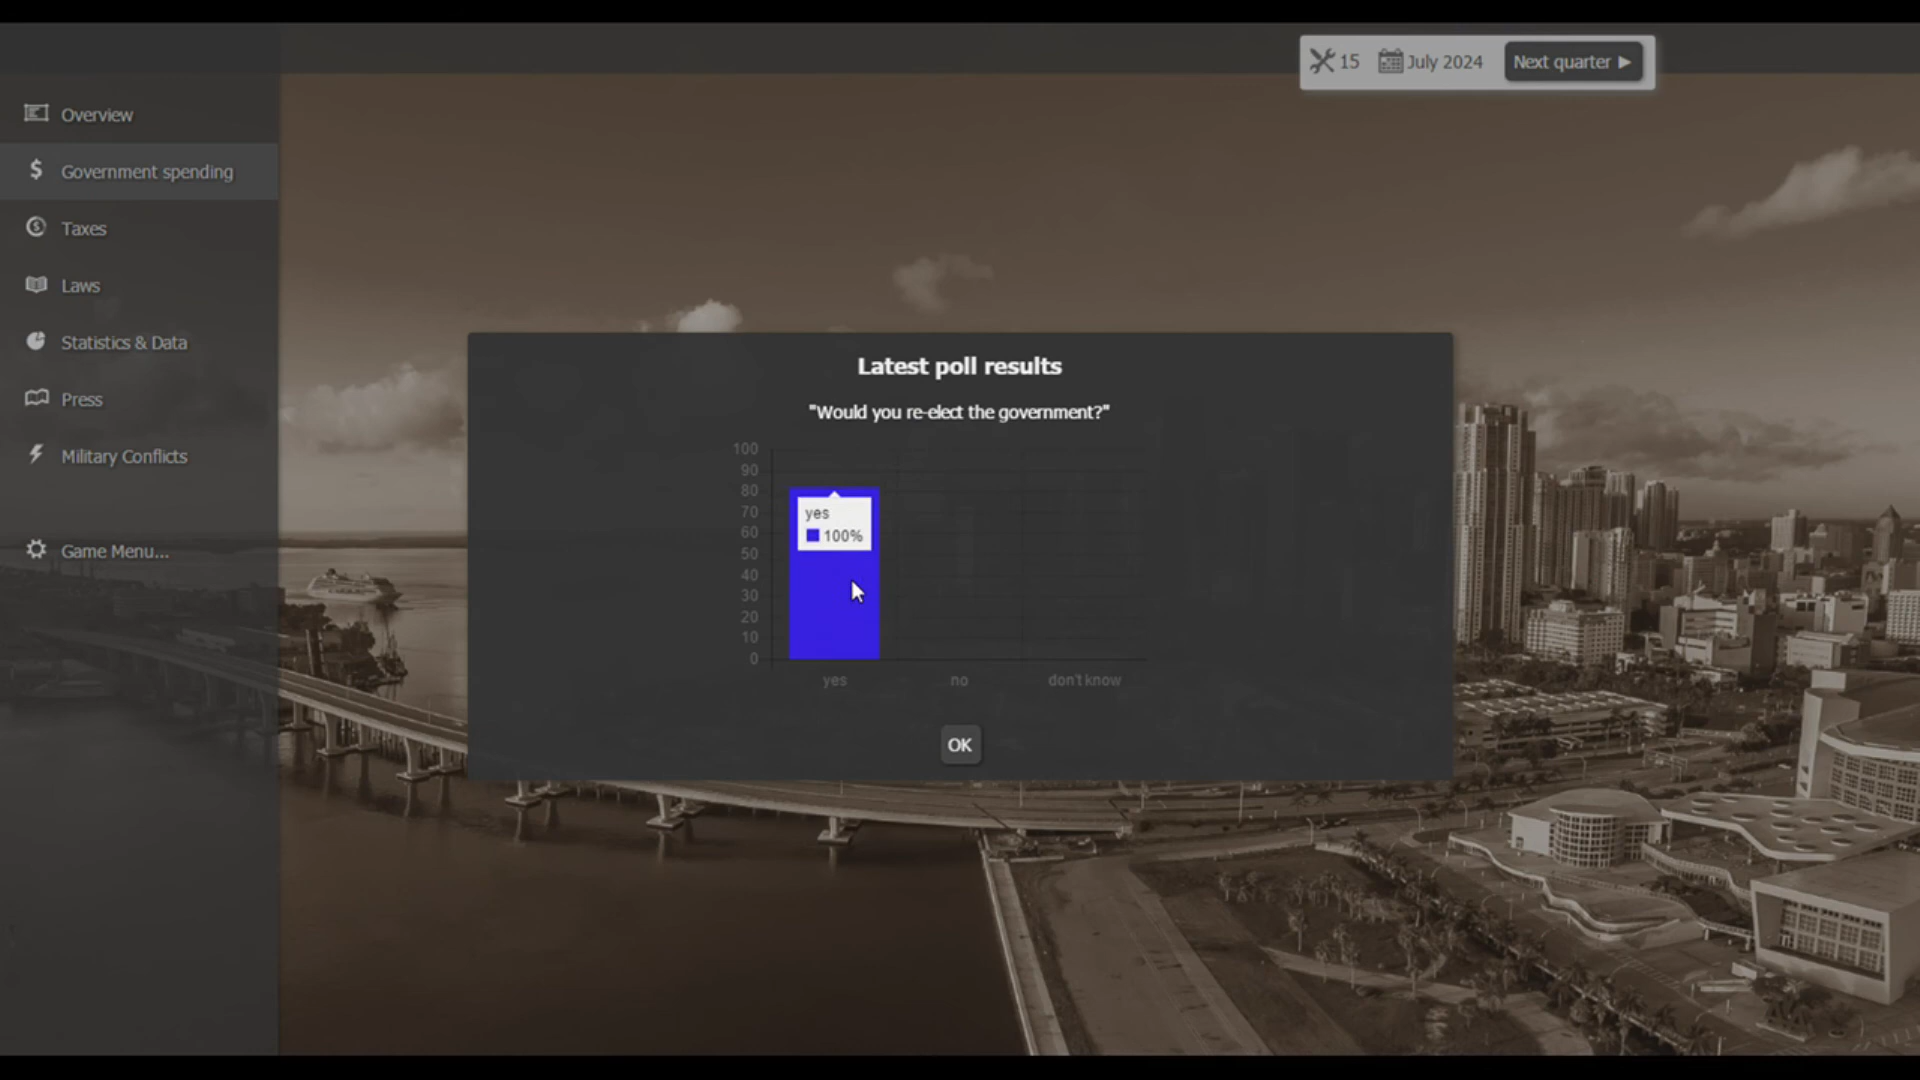 15
July 2024
Next quarter
Overview
Government spending
Taxes
Laws
Statistics & Data
Press
Military Conflicts
Game Menu...
Latest poll results
"Would you re-elect the government?"
100
90
80
70
60
50
40
30
20
10
0
yes
100%
yes
no
don't know
OK